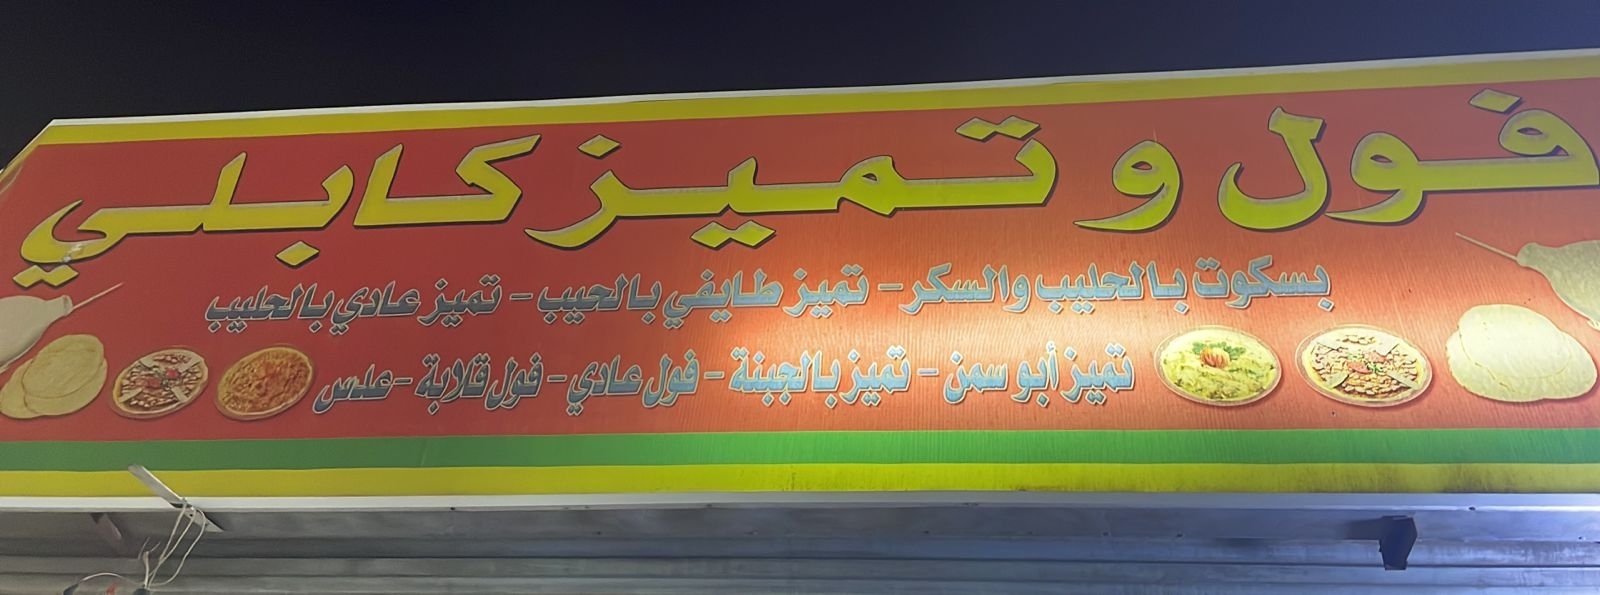 فول و تميز كابلي
بسكوت بالحليب والسكر - تميز طايفي بالحيب - تميز عادي بالحليب
تميز أبو سمن - تميز بالجبنة - فول عادي - فول قلابة - عدس